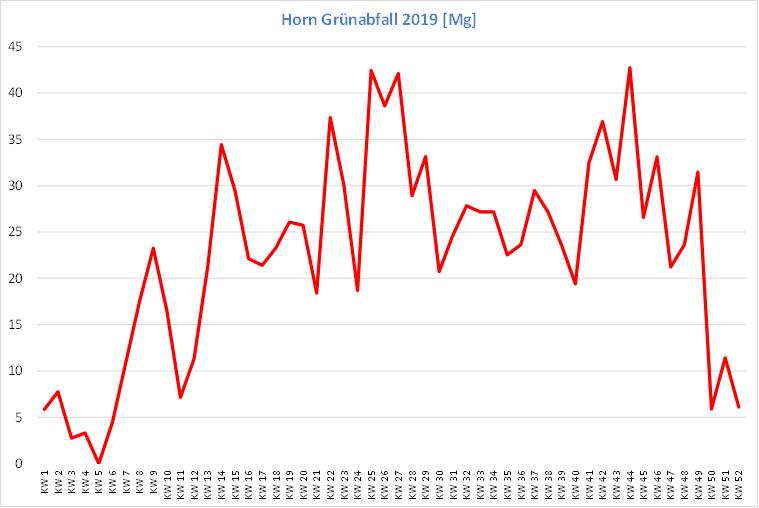 Horn Grünabfall 2019 [Mg]
45
40
35
30
25
20
15
10
5
0
KW 1
KW 2
KW 3
KW 4
KW 5
KW 6
KW 7
KW 8
KW 9
KW 10
KW 11
KW 12
KW 13
KW 14
KW 15
KW 16
KW 17
KW 18
KW 19
KW 20
KW 21
KW 22
KW 23
KW 24
KW 25
KW 26
KW 27
KW 28
KW 29
KW 30
KW 31
KW 32
KW 33
KW 34
KW 35
KW 36
KW 37
KW 38
KW 39
KW 40
KW 41
KW 42
KW 43
KW 44
KW 45
KW 46
KW 47
KW 48
KW 49
KW 50
KW 51
KW 52